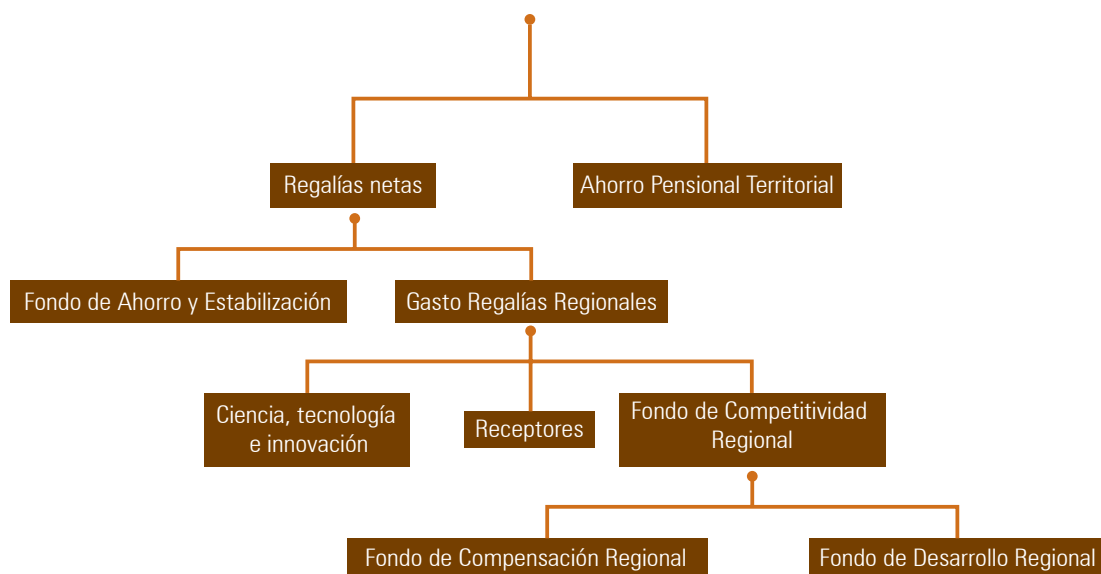 Regalías netas
Ahorro Pensional Territorial
Fondo de Ahorro y Estabilización
Gasto Regalías Regionales
Ciencia, tecnología
e innovación
Receptores
Fondo de Competitividad
Regional
Fondo de Compensación Regional
Fondo de Desarrollo Regional